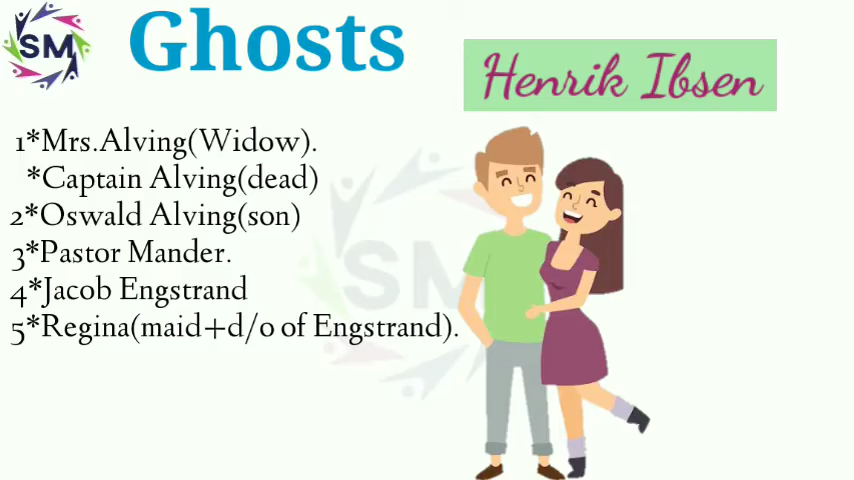 SM
Ghosts
Henrik Ibsen
1*Mrs.Alving(Widow).
*Captain Alving(dead)
2*Oswald Alving(son)
3*Pastor Mander.
4*Jacob Engstrand
5*Regina(maid+d/o of Engstrand).
SM